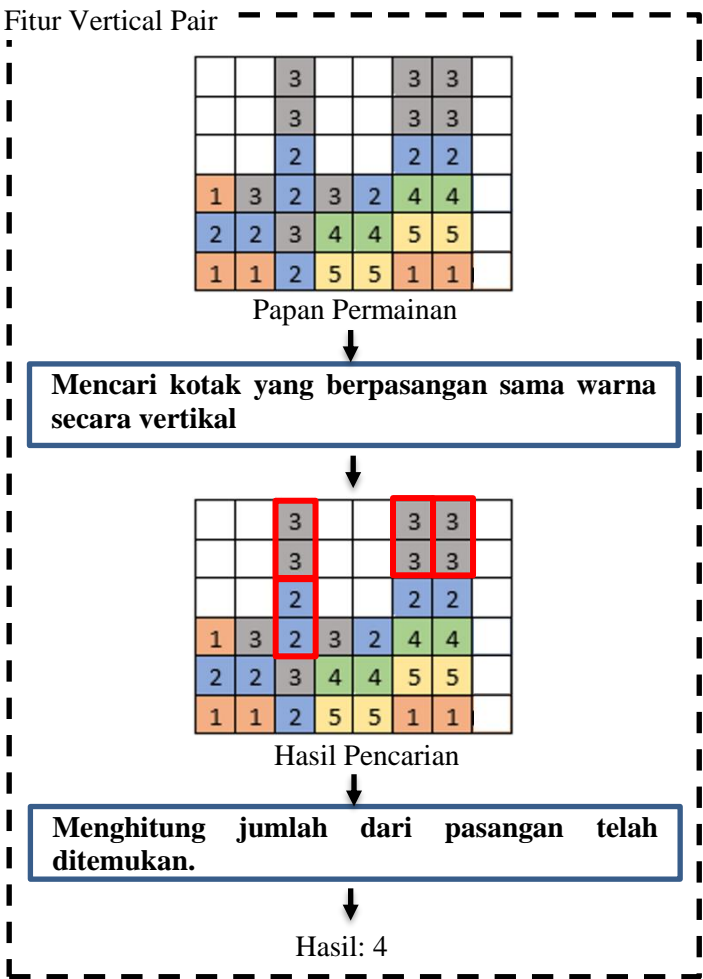 Fitur Vertical Pair
3 3 3
3 3 3
2 2 2
1 3 2 3 2 4 4
2 2 3 4 4 5 5
1 1 2 5 5 1 1
Papan Permainan
Mencari kotak yang berpasangan sama warna
secara vertikal
3 3 3
3 3 3
2 2 2
1 3 2 3 2 4 4
2 2 3 4 4 5 5
1 1 2 5 5 1 1
Hasil Pencarian
Menghitung jumlah dari pasangan telah
ditemukan.
Hasil: 4